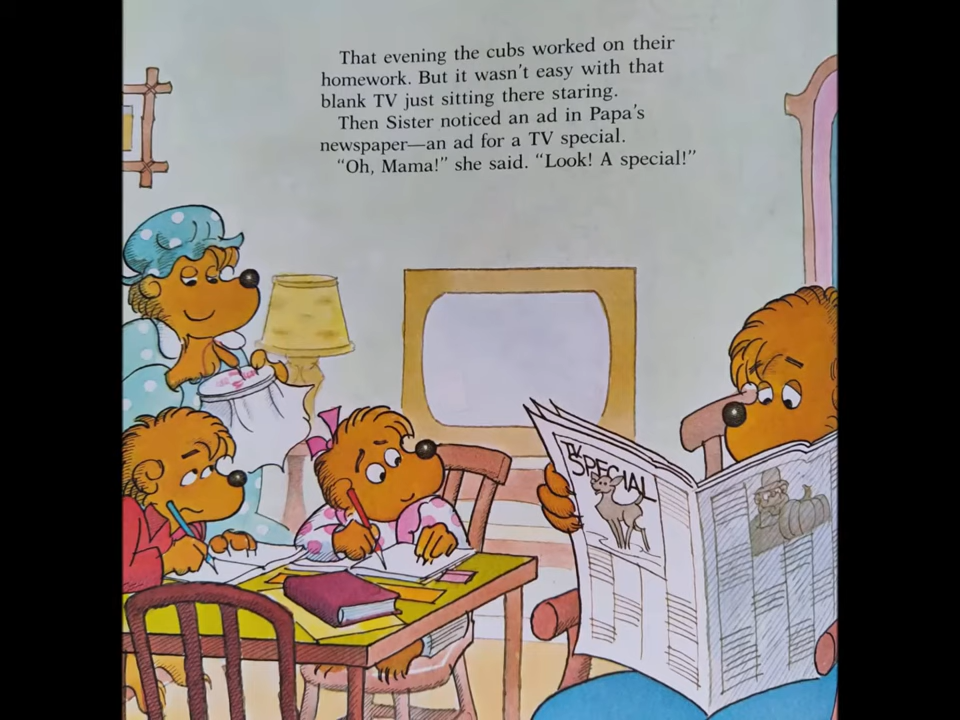 That evening the cubs worked on their
homework. But it wasn't easy with that
blank TV just sitting there staring.
Then Sister noticed an ad in Papa's
newspaper—an ad for a TV special.
"Oh, Mama!" she said. "Look! A special!"
TV
SPECIAL